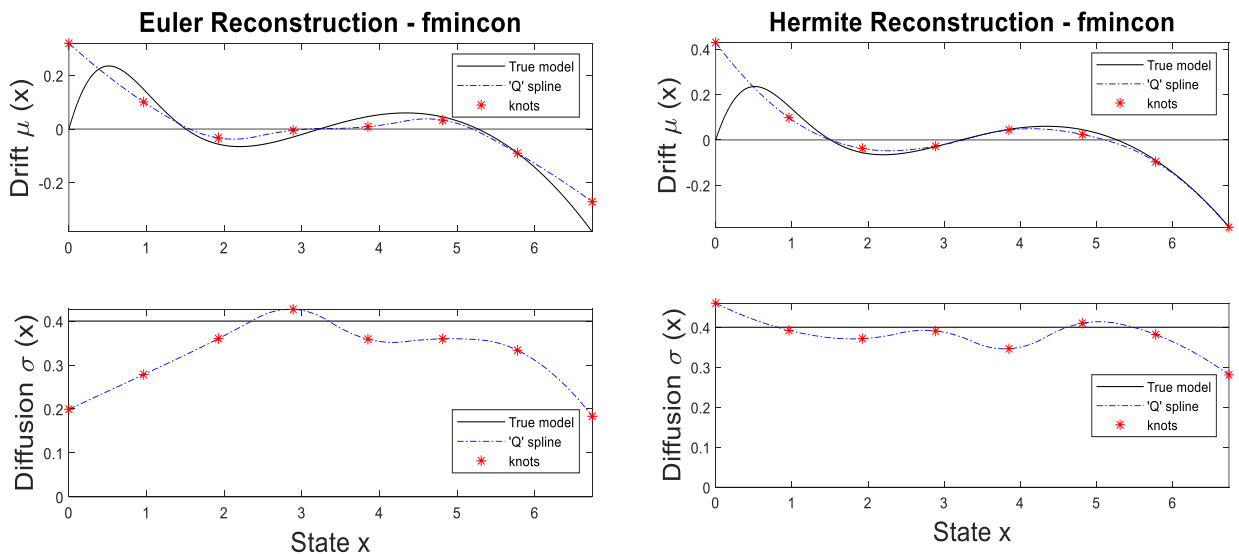 Euler Reconstruction - fmincon
Drift μ (x)
0.2
0
-0.2
0 1 2 3 4 5 6
True model
'Q' spline
knots
Diffusion σ (x)
0.4
0.3
0.2
0.1
0
0 1 2 3 4 5 6
True model
'Q' spline
knots
State x
Hermite Reconstruction - fmincon
Drift μ (x)
0.4
0.2
0
-0.2
0 1 2 3 4 5 6
True model
'Q' spline
knots
Diffusion σ (x)
0.4
0.3
0.2
0.1
0
0 1 2 3 4 5 6
True model
'Q' spline
knots
State x